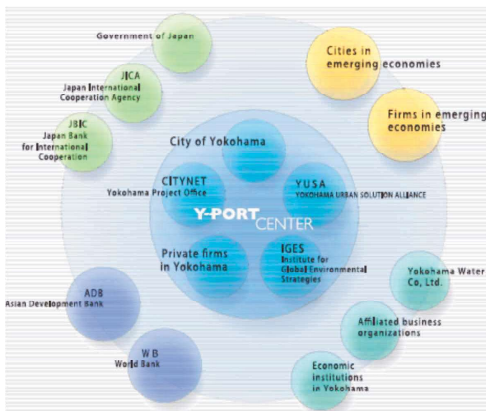 Government of Japan
JICA
Japan International
Cooperation Agency
JBIC
Japan Bank
for International
Cooperation
Cities in
emerging economies
Firms in emerging
economies
City of Yokohama
CITYNET
Yokohama Project Office
YUSA
YOKOHAMA URBAN SOLUTION ALLIANCE
Y-PORT CENTER
Private firms
in Yokohama
IGES
Institute for
Global Environmental
Strategies
ADB
Asian Development Bank
WB
World Bank
Yokohama Water
Co, Ltd.
Affiliated business
organizations
Economic
institutions
in Yokohama